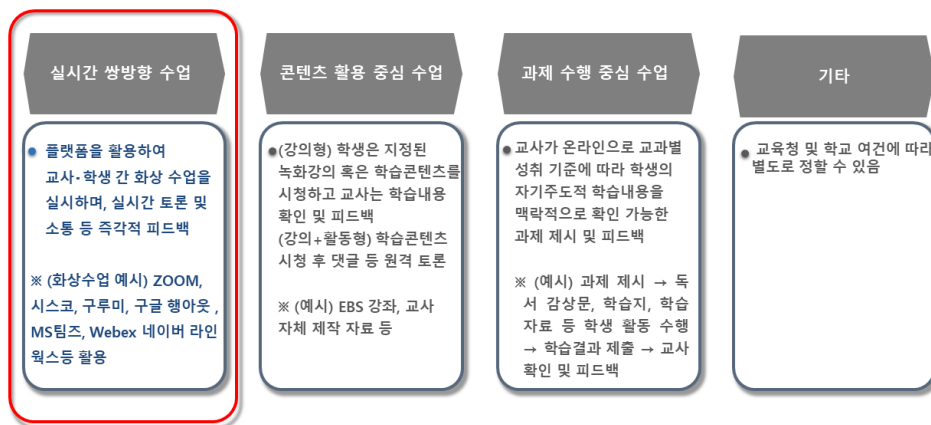 실시간 쌍방향 수업
● 플랫폼을 활용하여
교사·학생 간 화상 수업을
실시하며, 실시간 토론 및
소통 등 즉각적 피드백
※ (화상수업 예시) ZOOM,
시스코, 구루미, 구글 행아웃 ,
MS팀즈, Webex 네이버 라인
웍스등 활용
콘텐츠 활용 중심 수업
●(강의형) 학생은 지정된
녹화강의 혹은 학습콘텐츠를
시청하고 교사는 학습내용
확인 및 피드백
(강의+활동형) 학습콘텐츠
시청 후 댓글 등 원격 토론
※ (예시) EBS 강좌, 교사
자체 제작 자료 등
과제 수행 중심 수업
●교사가 온라인으로 교과별
성취 기준에 따라 학생의
자기주도적 학습내용을
맥락적으로 확인 가능한
과제 제시 및 피드백
※ (예시) 과제 제시 → 독
서 감상문, 학습지, 학습
자료 등 학생 활동 수행
→ 학습결과 제출 → 교사
확인 및 피드백
기타
● 교육청 및 학교 여건에 따라
별도로 정할 수 있음